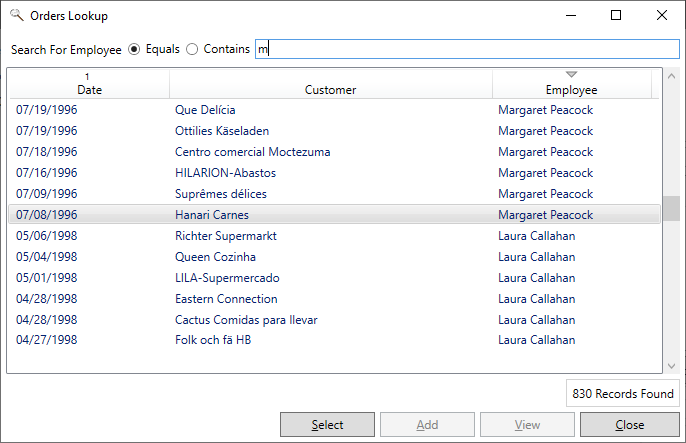 Orders Lookup
Search For Employee Equals Contains m
1
Date Customer Employee
07/19/1996 Que Delícia Margaret Peacock
07/19/1996 Ottilies Käseladen Margaret Peacock
07/18/1996 Centro comercial Moctezuma Margaret Peacock
07/16/1996 HILARION-Abastos Margaret Peacock
07/09/1996 Suprêmes délices Margaret Peacock
07/08/1996 Hanari Carnes Margaret Peacock
05/06/1998 Richter Supermarkt Laura Callahan
05/04/1998 Queen Cozinha Laura Callahan
05/01/1998 LILA-Supermercado Laura Callahan
04/28/1998 Eastern Connection Laura Callahan
04/28/1998 Cactus Comidas para llevar Laura Callahan
04/27/1998 Folk och fä HB Laura Callahan
830 Records Found
Select Add View Close